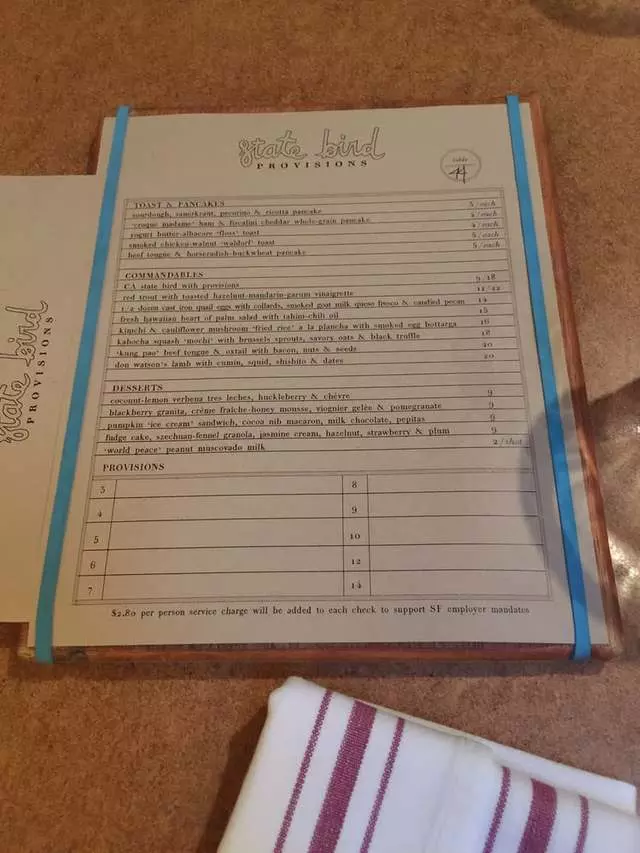 state bird
PROVISIONS
table
44
state bird
PROVISIONS
TOAST & PANCAKES
sourdough, sauerkraut, pecorino & ricotta pancake 3/each
'croque madame' ham & fiscalini cheddar whole-grain pancake 4/each
yogurt butter-albacore 'floss' toast 4/each
smoked chicken-walnut 'waldorf' toast 5/each
beef tongue & horseradish-buckwheat pancake 5/each
COMMANDABLES
CA state bird with provisions 9/18
red trout with toasted hazelnut-mandarin-garum vinaigrette 11/22
1/2 dozen cast iron quail eggs with collards, smoked goat milk queso fresco & candied pecan 14
fresh hawaiian heart of palm salad with tahini-chili oil 15
kimchi & cauliflower mushroom 'fried rice' a la plancha with smoked egg bottarga 16
kabocha squash 'mochi' with brussels sprouts, savory oats & black truffle 18
'kung pao' beef tongue & oxtail with bacon, nuts & seeds 20
don watson's lamb with cumin, squid, shishito & dates 20
DESSERTS
coconut-lemon verbena tres leches, huckleberry & chèvre 9
blackberry granita, crème fraîche-honey mousse, viognier gelée & pomegranate 9
pumpkin 'ice cream' sandwich, cocoa nib macaron, milk chocolate, pepitas 9
fudge cake, szechuan-fennel granola, jasmine cream, hazelnut, strawberry & plum 9
'world peace' peanut muscovado milk 2/shot
PROVISIONS
3 8
4 9
5 10
6 12
7 14
$2.80 per person service charge will be added to each check to support SF employer mandates